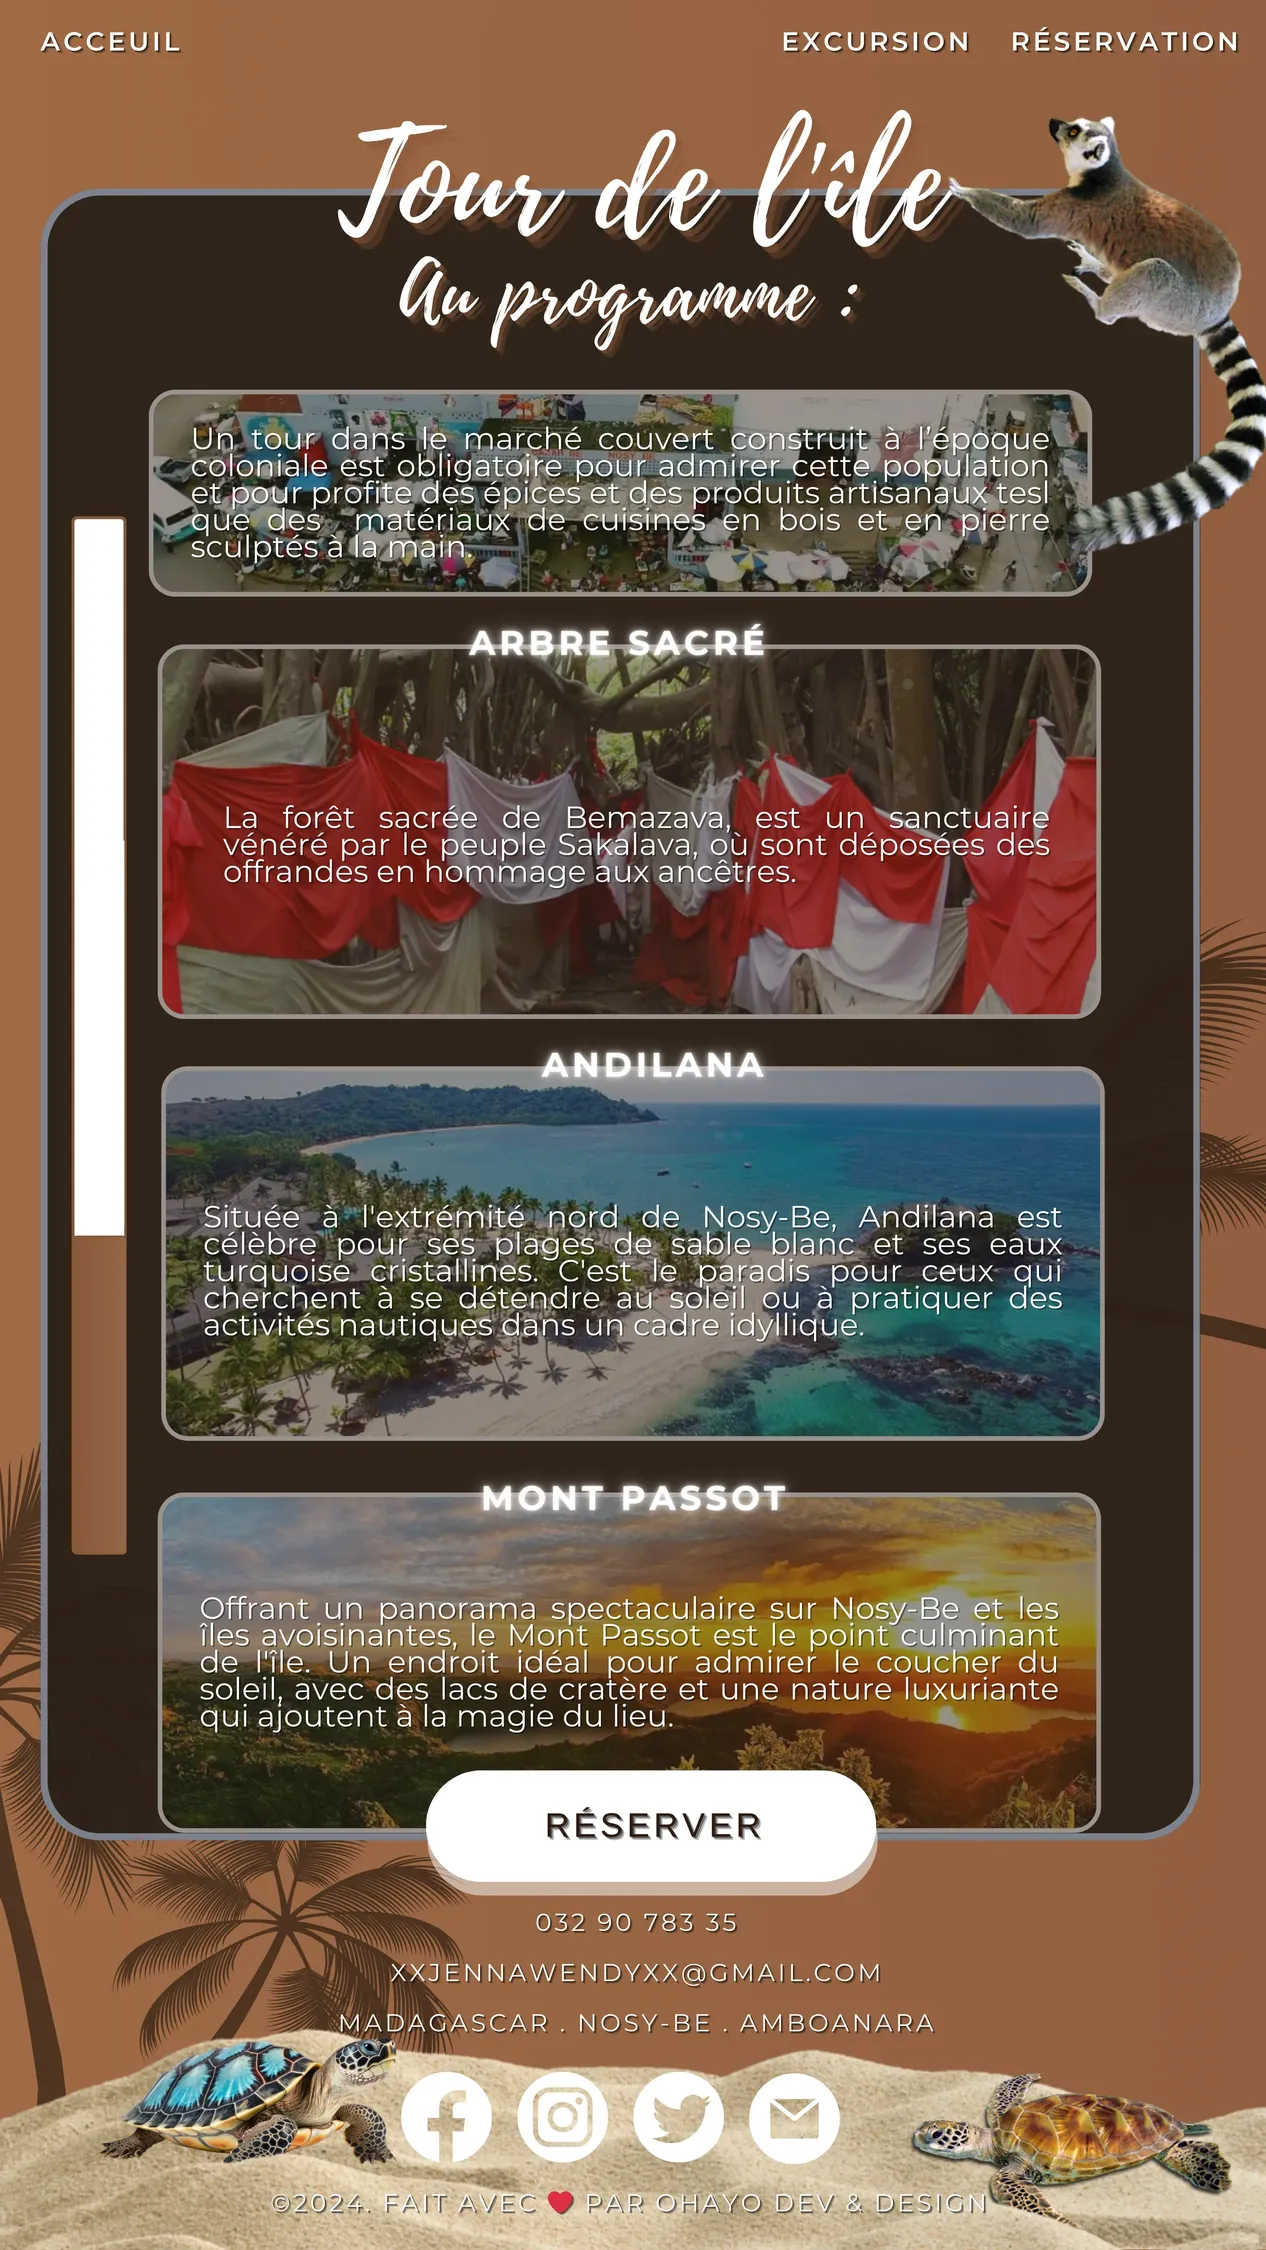 ACCEUIL
EXCURSION
RÉSERVATION
Tour de l'île
Au programme :
Un tour dans le marché couvert construit à l'époque
coloniale est obligatoire pour admirer cette population
et pour profite des épices et des produits artisanaux tesl
que des matériaux de cuisines en bois et en pierre
sculptés à la main.
ARBRE SACRÉ
La forêt sacrée de Bemazava, est un sanctuaire
vénéré par le peuple Sakalava, où sont déposées des
offrandes en hommage aux ancêtres.
ANDILANA
Située à l'extrémité nord de Nosy-Be, Andilana est
célèbre pour ses plages de sable blanc et ses eaux
turquoise cristallines. C'est le paradis pour ceux qui
cherchent à se détendre au soleil ou à pratiquer des
activités nautiques dans un cadre idyllique.
MONT PASSOT
Offrant un panorama spectaculaire sur Nosy-Be et les
îles avoisinantes, le Mont Passot est le point culminant
de l'île. Un endroit idéal pour admirer le coucher du
soleil, avec des lacs de cratère et une nature luxuriante
qui ajoutent à la magie du lieu.
RÉSERVER
032 90 783 35
XXJENNAWENDYXX@GMAIL.COM
MADAGASCAR . NOSY-BE . AMBOANARA
©2024. FAIT AVEC ❤ PAR OHAYO DEV & DESIGN